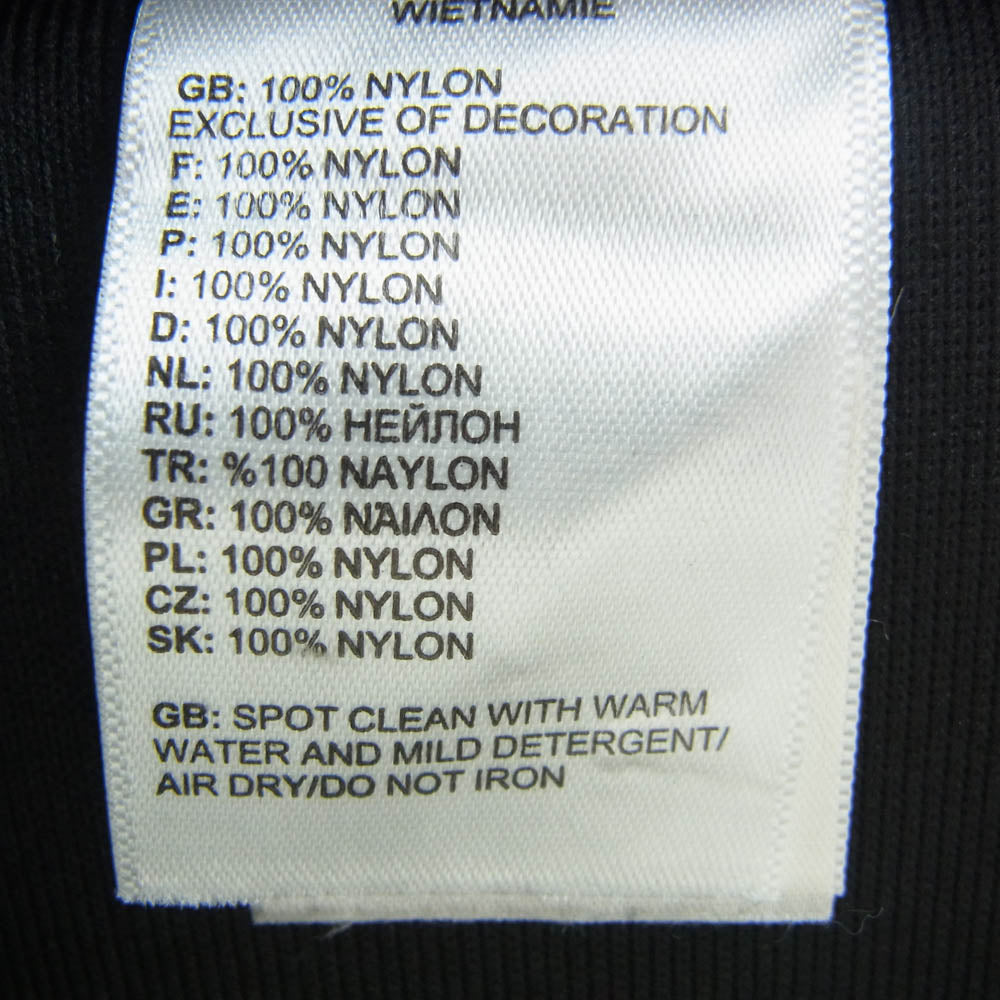 WIETNAMIE
GB: 100% NYLON
EXCLUSIVE OF DECORATION
F: 100% NYLON
E: 100% NYLON
P: 100% NYLON
I: 100% NYLON
D: 100% NYLON
NL: 100% NYLON
RU: 100% НЕЙЛОН
TR: %100 NAYLON
GR: 100% ΝΆΙΛΟΝ
PL: 100% NYLON
CZ: 100% NYLON
SK: 100% NYLON
GB: SPOT CLEAN WITH WARM
WATER AND MILD DETERGENT/
AIR DRY/DO NOT IRON